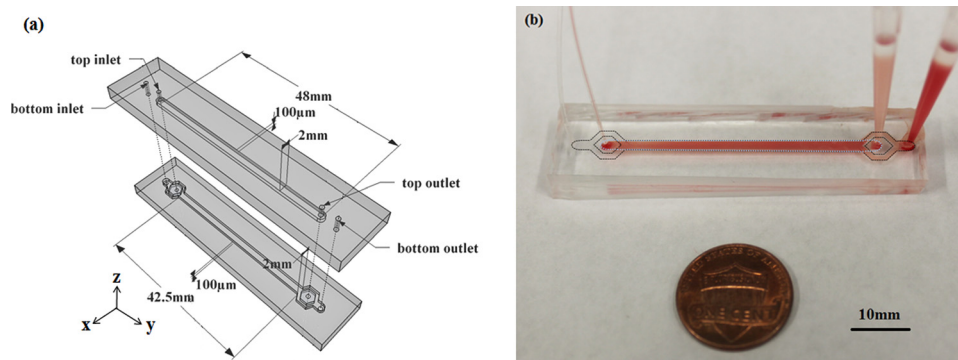 (a)
top inlet
bottom inlet
48mm
100µm
2mm
top outlet
bottom outlet
2mm
100µm
42.5mm
z
x
y
(b)
ONE CENT
10mm